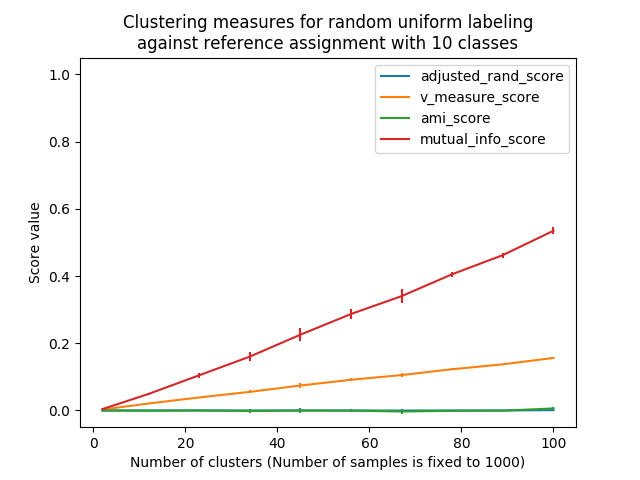 Clustering measures for random uniform labeling
against reference assignment with 10 classes
adjusted_rand_score
v_measure_score
ami_score
mutual_info_score
1.0
0.8
0.6
0.4
0.2
0.0
Score value
0
20
40
60
80
100
Number of clusters (Number of samples is fixed to 1000)